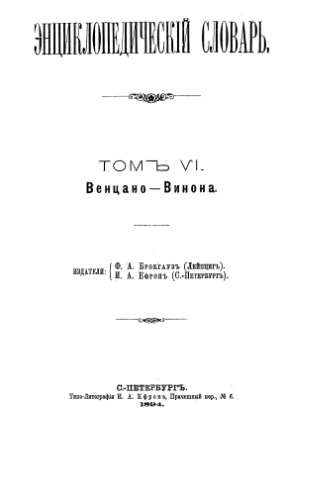 ЭНЦИКЛОПЕДИЧЕСКІЙ СЛОВАРЬ.
ТОМЪ VI.
Венцано—Винона.
ИЗДАТЕЛИ: { Ф. А. Брокгаузъ (Лейпцигъ).
И. А. Ефронъ (С.-Петербургъ).
С.-ПЕТЕРБУРГЪ.
Типо-Литографія И. А. Ефрона, Прачешный пер., № 6.
1894.